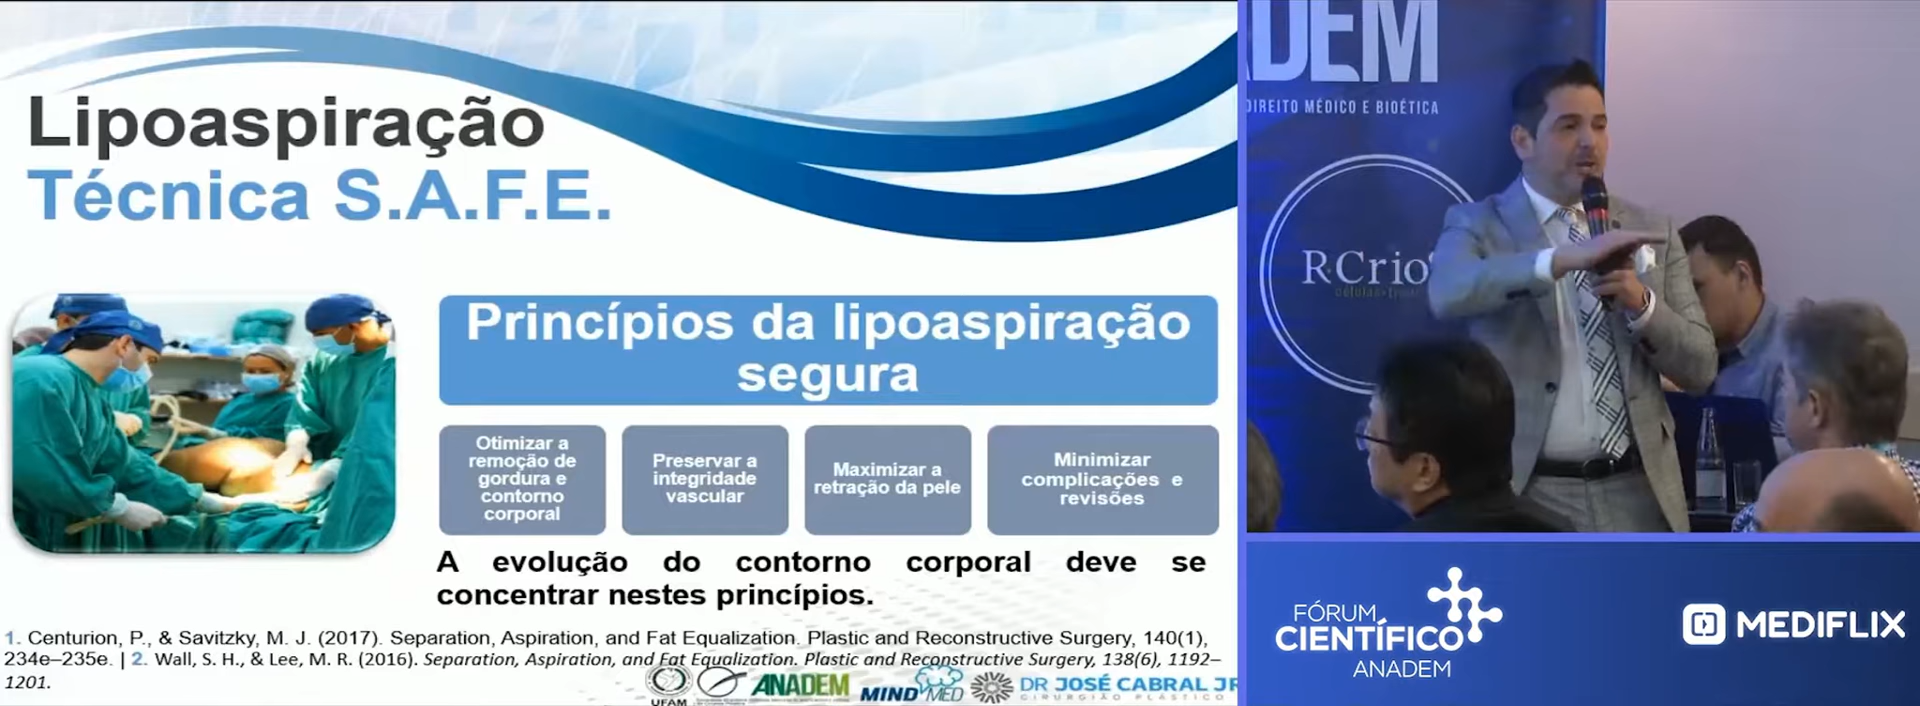 Lipoaspiração
Técnica S.A.F.E.
Princípios da lipoaspiração
segura
Otimizar a
remoção de
gordura e
contorno
corporal
Preservar a
integridade
vascular
Maximizar a
retração da pele
Minimizar
complicações e
revisões
A evolução do contorno corporal deve se
concentrar nestes princípios.
1. Centurion, P., & Savitzky, M. J. (2017). Separation, Aspiration, and Fat Equalization. Plastic and Reconstructive Surgery, 140(1),
234e–235e. | 2. Wall, S. H., & Lee, M. R. (2016). Separation, Aspiration, and Fat Equalization. Plastic and Reconstructive Surgery, 138(6), 1192–
1201.
UFAM
ANADEM
MIND MED
DR JOSÉ CABRAL JR
CIRURGIÃO PLÁSTICO
ADEM
DIREITO MÉDICO E BIOÉTICA
R-Crio
FÓRUM
CIENTÍFICO
ANADEM
MEDIFLIX